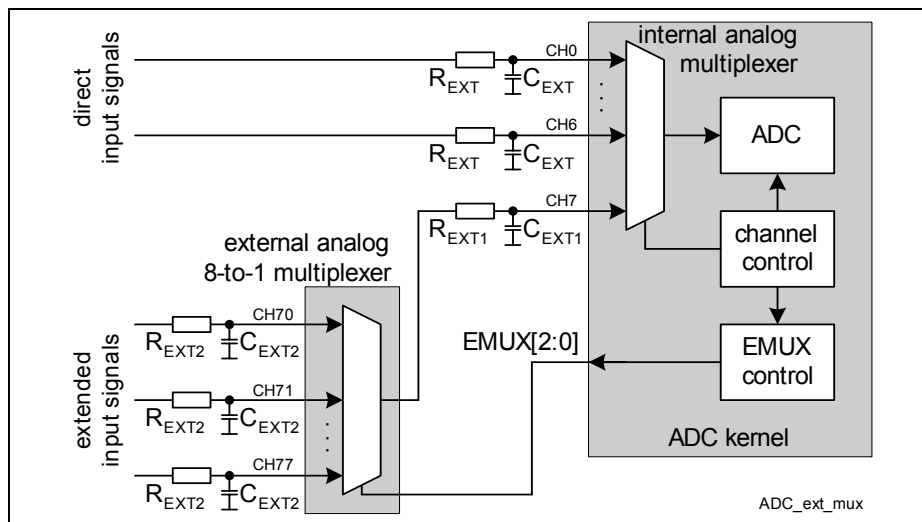 direct
input signals
R_EXT
C_EXT
CH0
R_EXT
C_EXT
CH6
R_EXT1
C_EXT1
CH7
internal analog
multiplexer
ADC
channel
control
EMUX
control
ADC kernel
external analog
8-to-1 multiplexer
EMUX[2:0]
extended
input signals
R_EXT2
C_EXT2
CH70
R_EXT2
C_EXT2
CH71
R_EXT2
C_EXT2
CH77
ADC_ext_mux